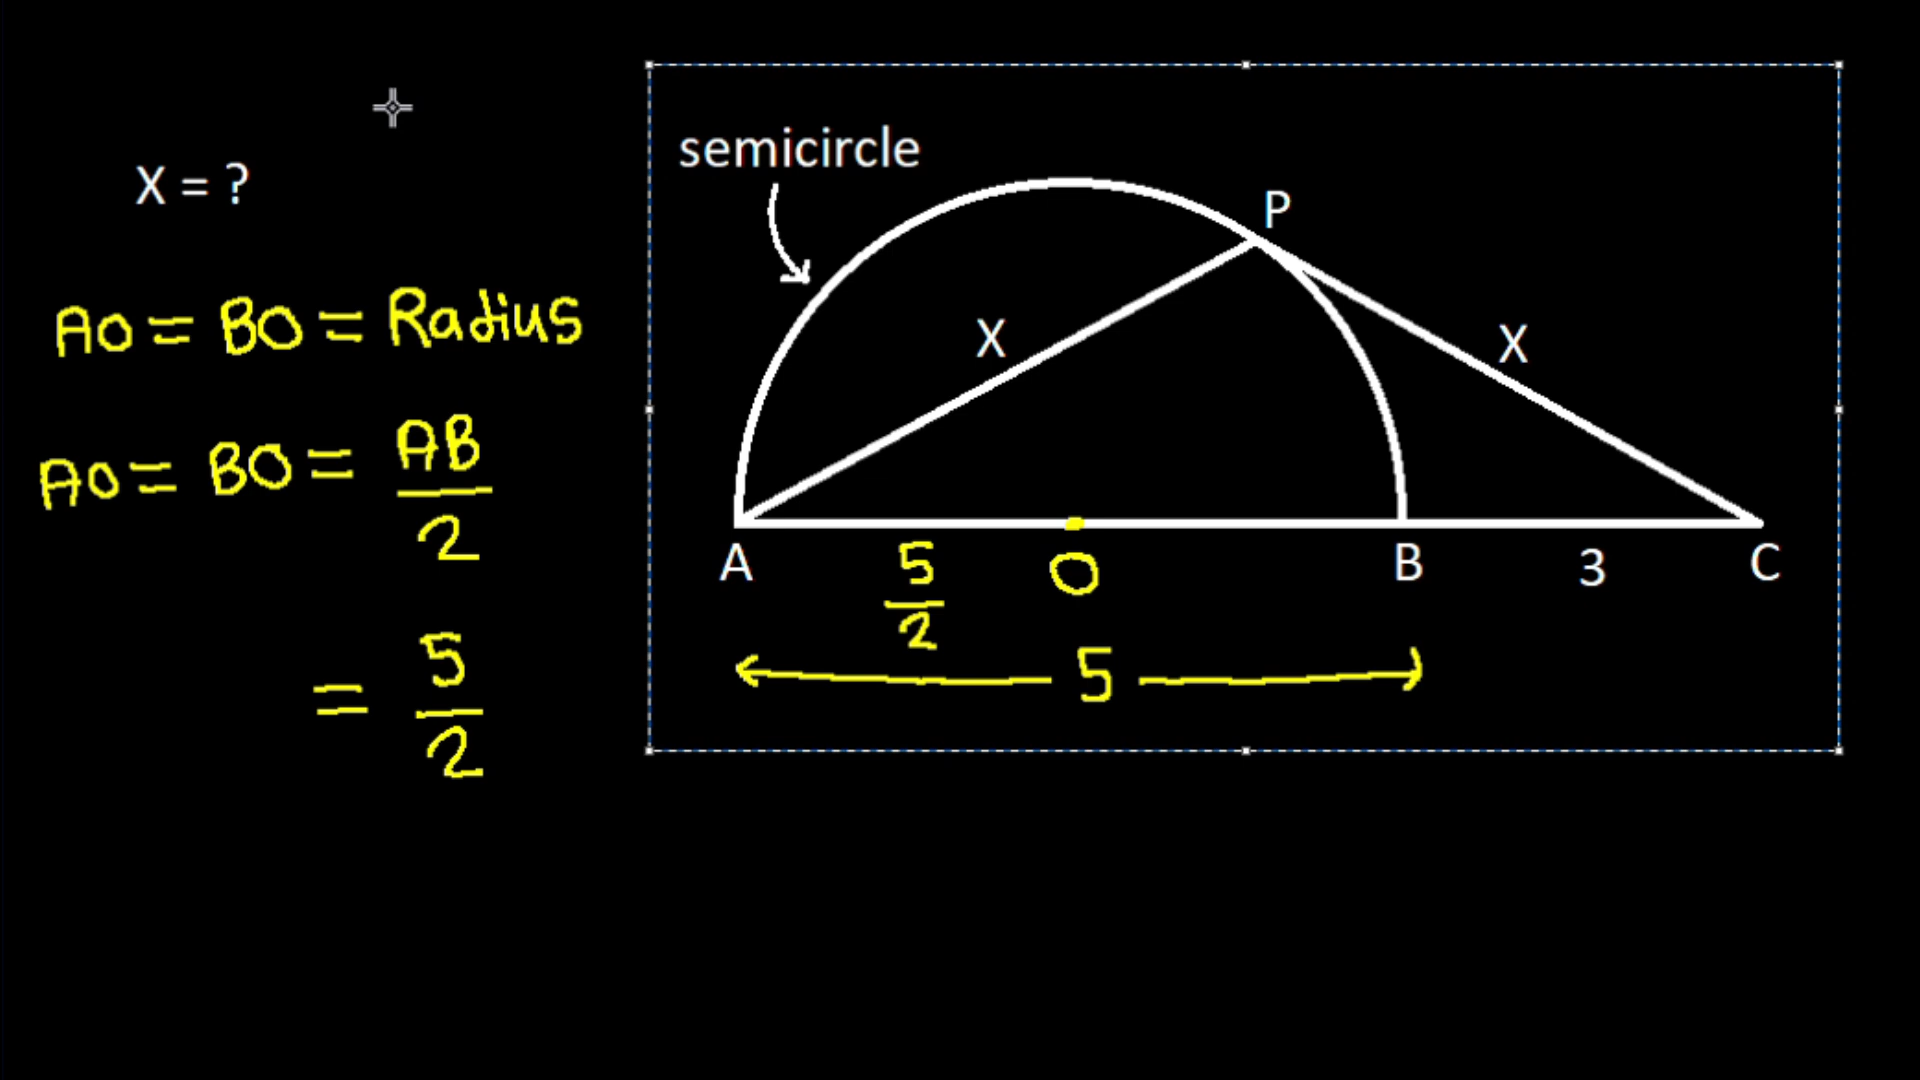 X = ?
AO = BO = Radius
AO = BO = AB/2
= 5/2
semicircle
P
X X
A 5/2 O B 3 C
5